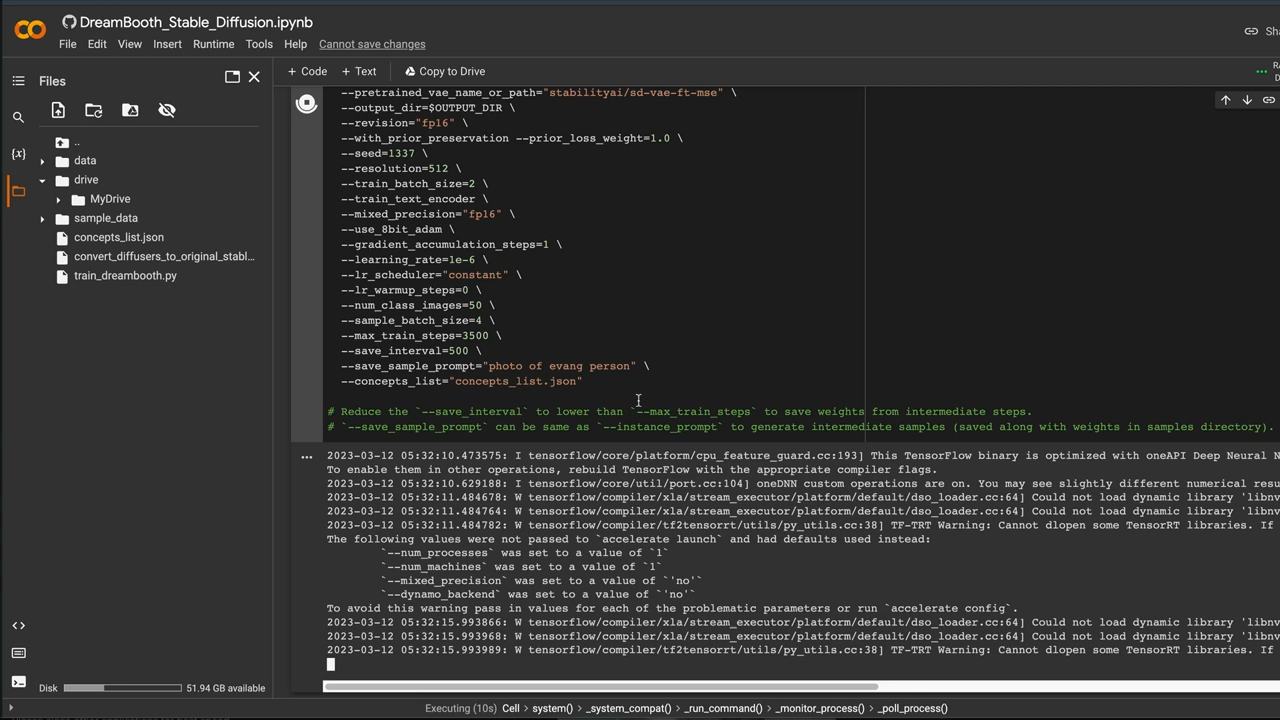 DreamBooth_Stable_Diffusion.ipynb
File Edit View Insert Runtime Tools Help Cannot save changes
Files
+ Code + Text Copy to Drive
..
data
drive
MyDrive
sample_data
concepts_list.json
convert_diffusers_to_original_stabl...
train_dreambooth.py
--pretrained_vae_name_or_path="stabilityai/sd-vae-ft-mse" \
--output_dir=$OUTPUT_DIR \
--revision="fp16" \
--with_prior_preservation --prior_loss_weight=1.0 \
--seed=1337 \
--resolution=512 \
--train_batch_size=2 \
--train_text_encoder \
--mixed_precision="fp16" \
--use_8bit_adam \
--gradient_accumulation_steps=1 \
--learning_rate=1e-6 \
--lr_scheduler="constant" \
--lr_warmup_steps=0 \
--num_class_images=50 \
--sample_batch_size=4 \
--max_train_steps=3500 \
--save_interval=500 \
--save_sample_prompt="photo of evang person" \
--concepts_list="concepts_list.json"
# Reduce the `--save_interval` to lower than `--max_train_steps` to save weights from intermediate steps.
# `--save_sample_prompt` can be same as `--instance_prompt` to generate intermediate samples (saved along with weights in samples directory).
2023-03-12 05:32:10.473575: I tensorflow/core/platform/cpu_feature_guard.cc:193] This TensorFlow binary is optimized with oneAPI Deep Neural N
To enable them in other operations, rebuild TensorFlow with the appropriate compiler flags.
2023-03-12 05:32:10.629188: I tensorflow/core/util/port.cc:104] oneDNN custom operations are on. You may see slightly different numerical resu
2023-03-12 05:32:11.484678: W tensorflow/compiler/xla/stream_executor/platform/default/dso_loader.cc:64] Could not load dynamic library 'libnv
2023-03-12 05:32:11.484764: W tensorflow/compiler/xla/stream_executor/platform/default/dso_loader.cc:64] Could not load dynamic library 'libnv
2023-03-12 05:32:11.484782: W tensorflow/compiler/tf2tensorrt/utils/py_utils.cc:38] TF-TRT Warning: Cannot dlopen some TensorRT libraries. If
The following values were not passed to `accelerate launch` and had defaults used instead:
`--num_processes` was set to a value of `1`
`--num_machines` was set to a value of `1`
`--mixed_precision` was set to a value of `'no'`
`--dynamo_backend` was set to a value of `'no'`
To avoid this warning pass in values for each of the problematic parameters or run `accelerate config`.
2023-03-12 05:32:15.993866: W tensorflow/compiler/xla/stream_executor/platform/default/dso_loader.cc:64] Could not load dynamic library 'libnv
2023-03-12 05:32:15.993968: W tensorflow/compiler/xla/stream_executor/platform/default/dso_loader.cc:64] Could not load dynamic library 'libnv
2023-03-12 05:32:15.993989: W tensorflow/compiler/tf2tensorrt/utils/py_utils.cc:38] TF-TRT Warning: Cannot dlopen some TensorRT libraries. If
Disk 51.94 GB available
Executing (10s) Cell > system() > _system_compat() > _run_command() > _monitor_process() > _poll_process()